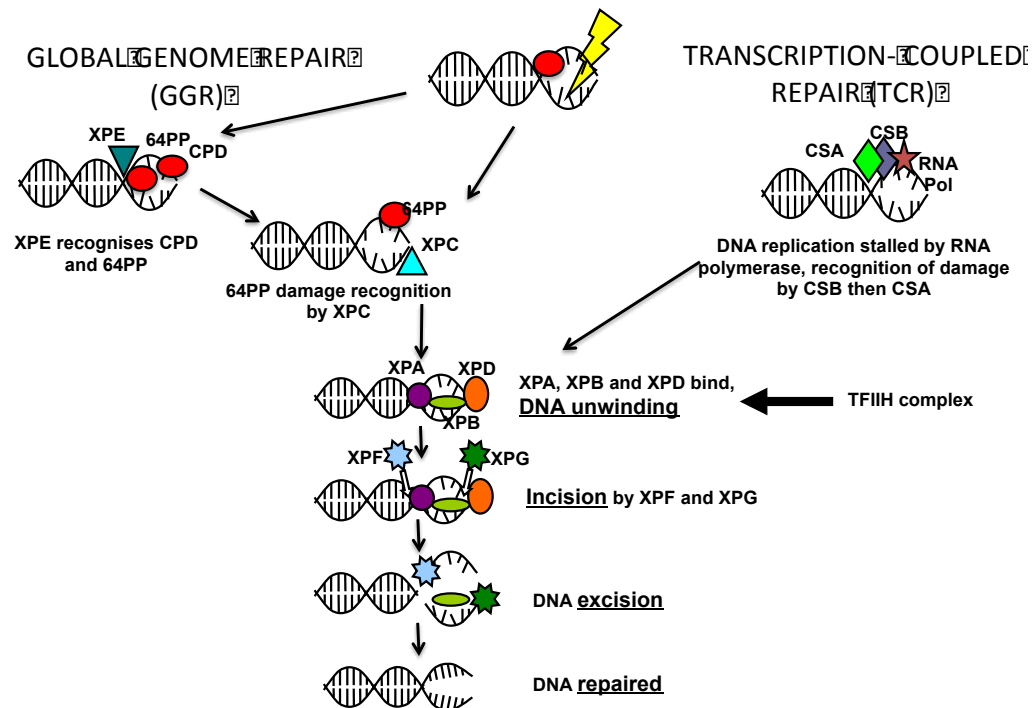 GLOBAL GENOME REPAIR
(GGR)
TRANSCRIPTION- COUPLED
REPAIR (TCR)
XPE
64PP
CPD
XPE recognises CPD
and 64PP
64PP
XPC
64PP damage recognition
by XPC
CSA
CSB
RNA
Pol
DNA replication stalled by RNA
polymerase, recognition of damage
by CSB then CSA
XPA
XPD
XPB
XPA, XPB and XPD bind,
DNA unwinding
TFIIH complex
XPF
XPG
Incision by XPF and XPG
DNA excision
DNA repaired